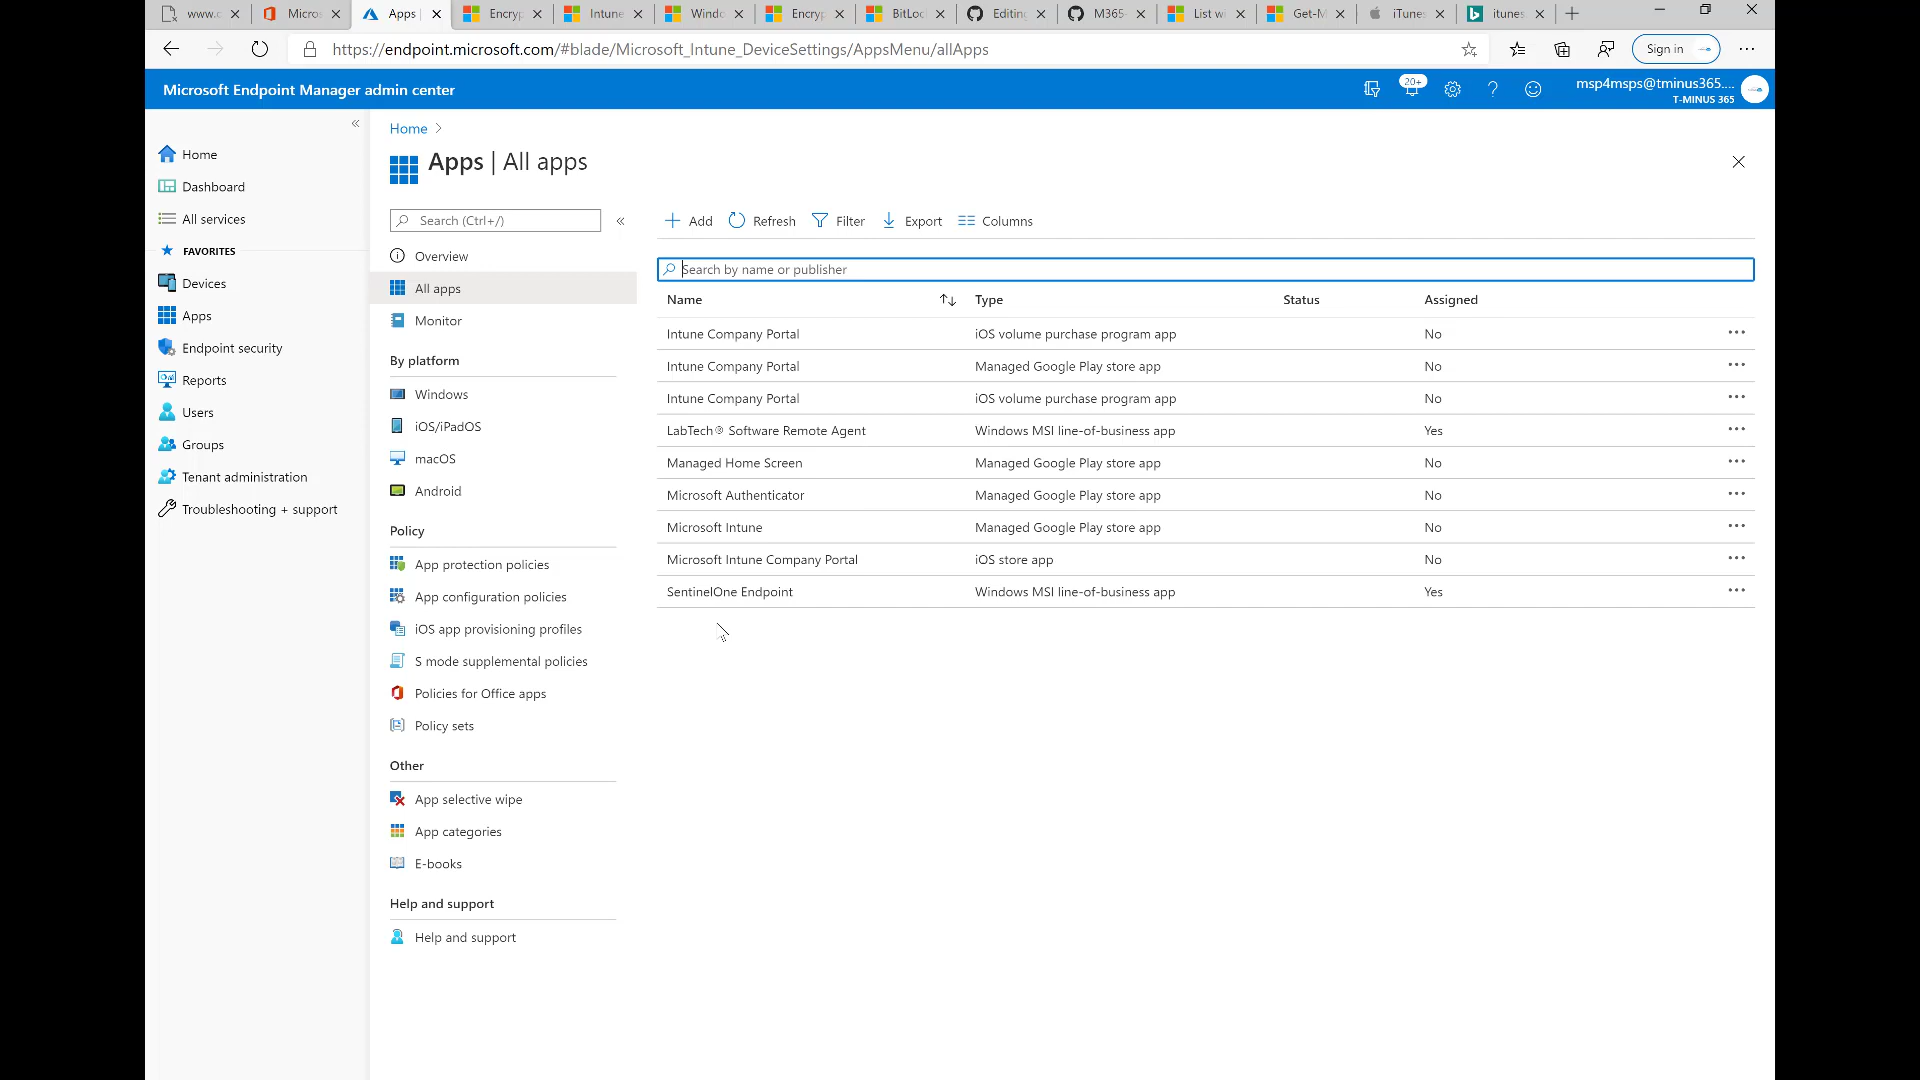 www.c
Micros
Apps |
Encryp
Intune
Windo
Encryp
BitLoc
Editin
M365-
List wi
Get-M
iTunes
itunes
https://endpoint.microsoft.com/#blade/Microsoft_Intune_DeviceSettings/AppsMenu/allApps
Sign in
Microsoft Endpoint Manager admin center
20+
msp4msps@tminus365....
T-MINUS 365
Home
Dashboard
All services
FAVORITES
Devices
Apps
Endpoint security
Reports
Users
Groups
Tenant administration
Troubleshooting + support
Home
Apps | All apps
Search (Ctrl+/)
Overview
All apps
Monitor
By platform
Windows
iOS/iPadOS
macOS
Android
Policy
App protection policies
App configuration policies
iOS app provisioning profiles
S mode supplemental policies
Policies for Office apps
Policy sets
Other
App selective wipe
App categories
E-books
Help and support
Help and support
Add Refresh Filter Export Columns
Search by name or publisher
Name Type Status Assigned
Intune Company Portal iOS volume purchase program app No
Intune Company Portal Managed Google Play store app No
Intune Company Portal iOS volume purchase program app No
LabTech® Software Remote Agent Windows MSI line-of-business app Yes
Managed Home Screen Managed Google Play store app No
Microsoft Authenticator Managed Google Play store app No
Microsoft Intune Managed Google Play store app No
Microsoft Intune Company Portal iOS store app No
SentinelOne Endpoint Windows MSI line-of-business app Yes